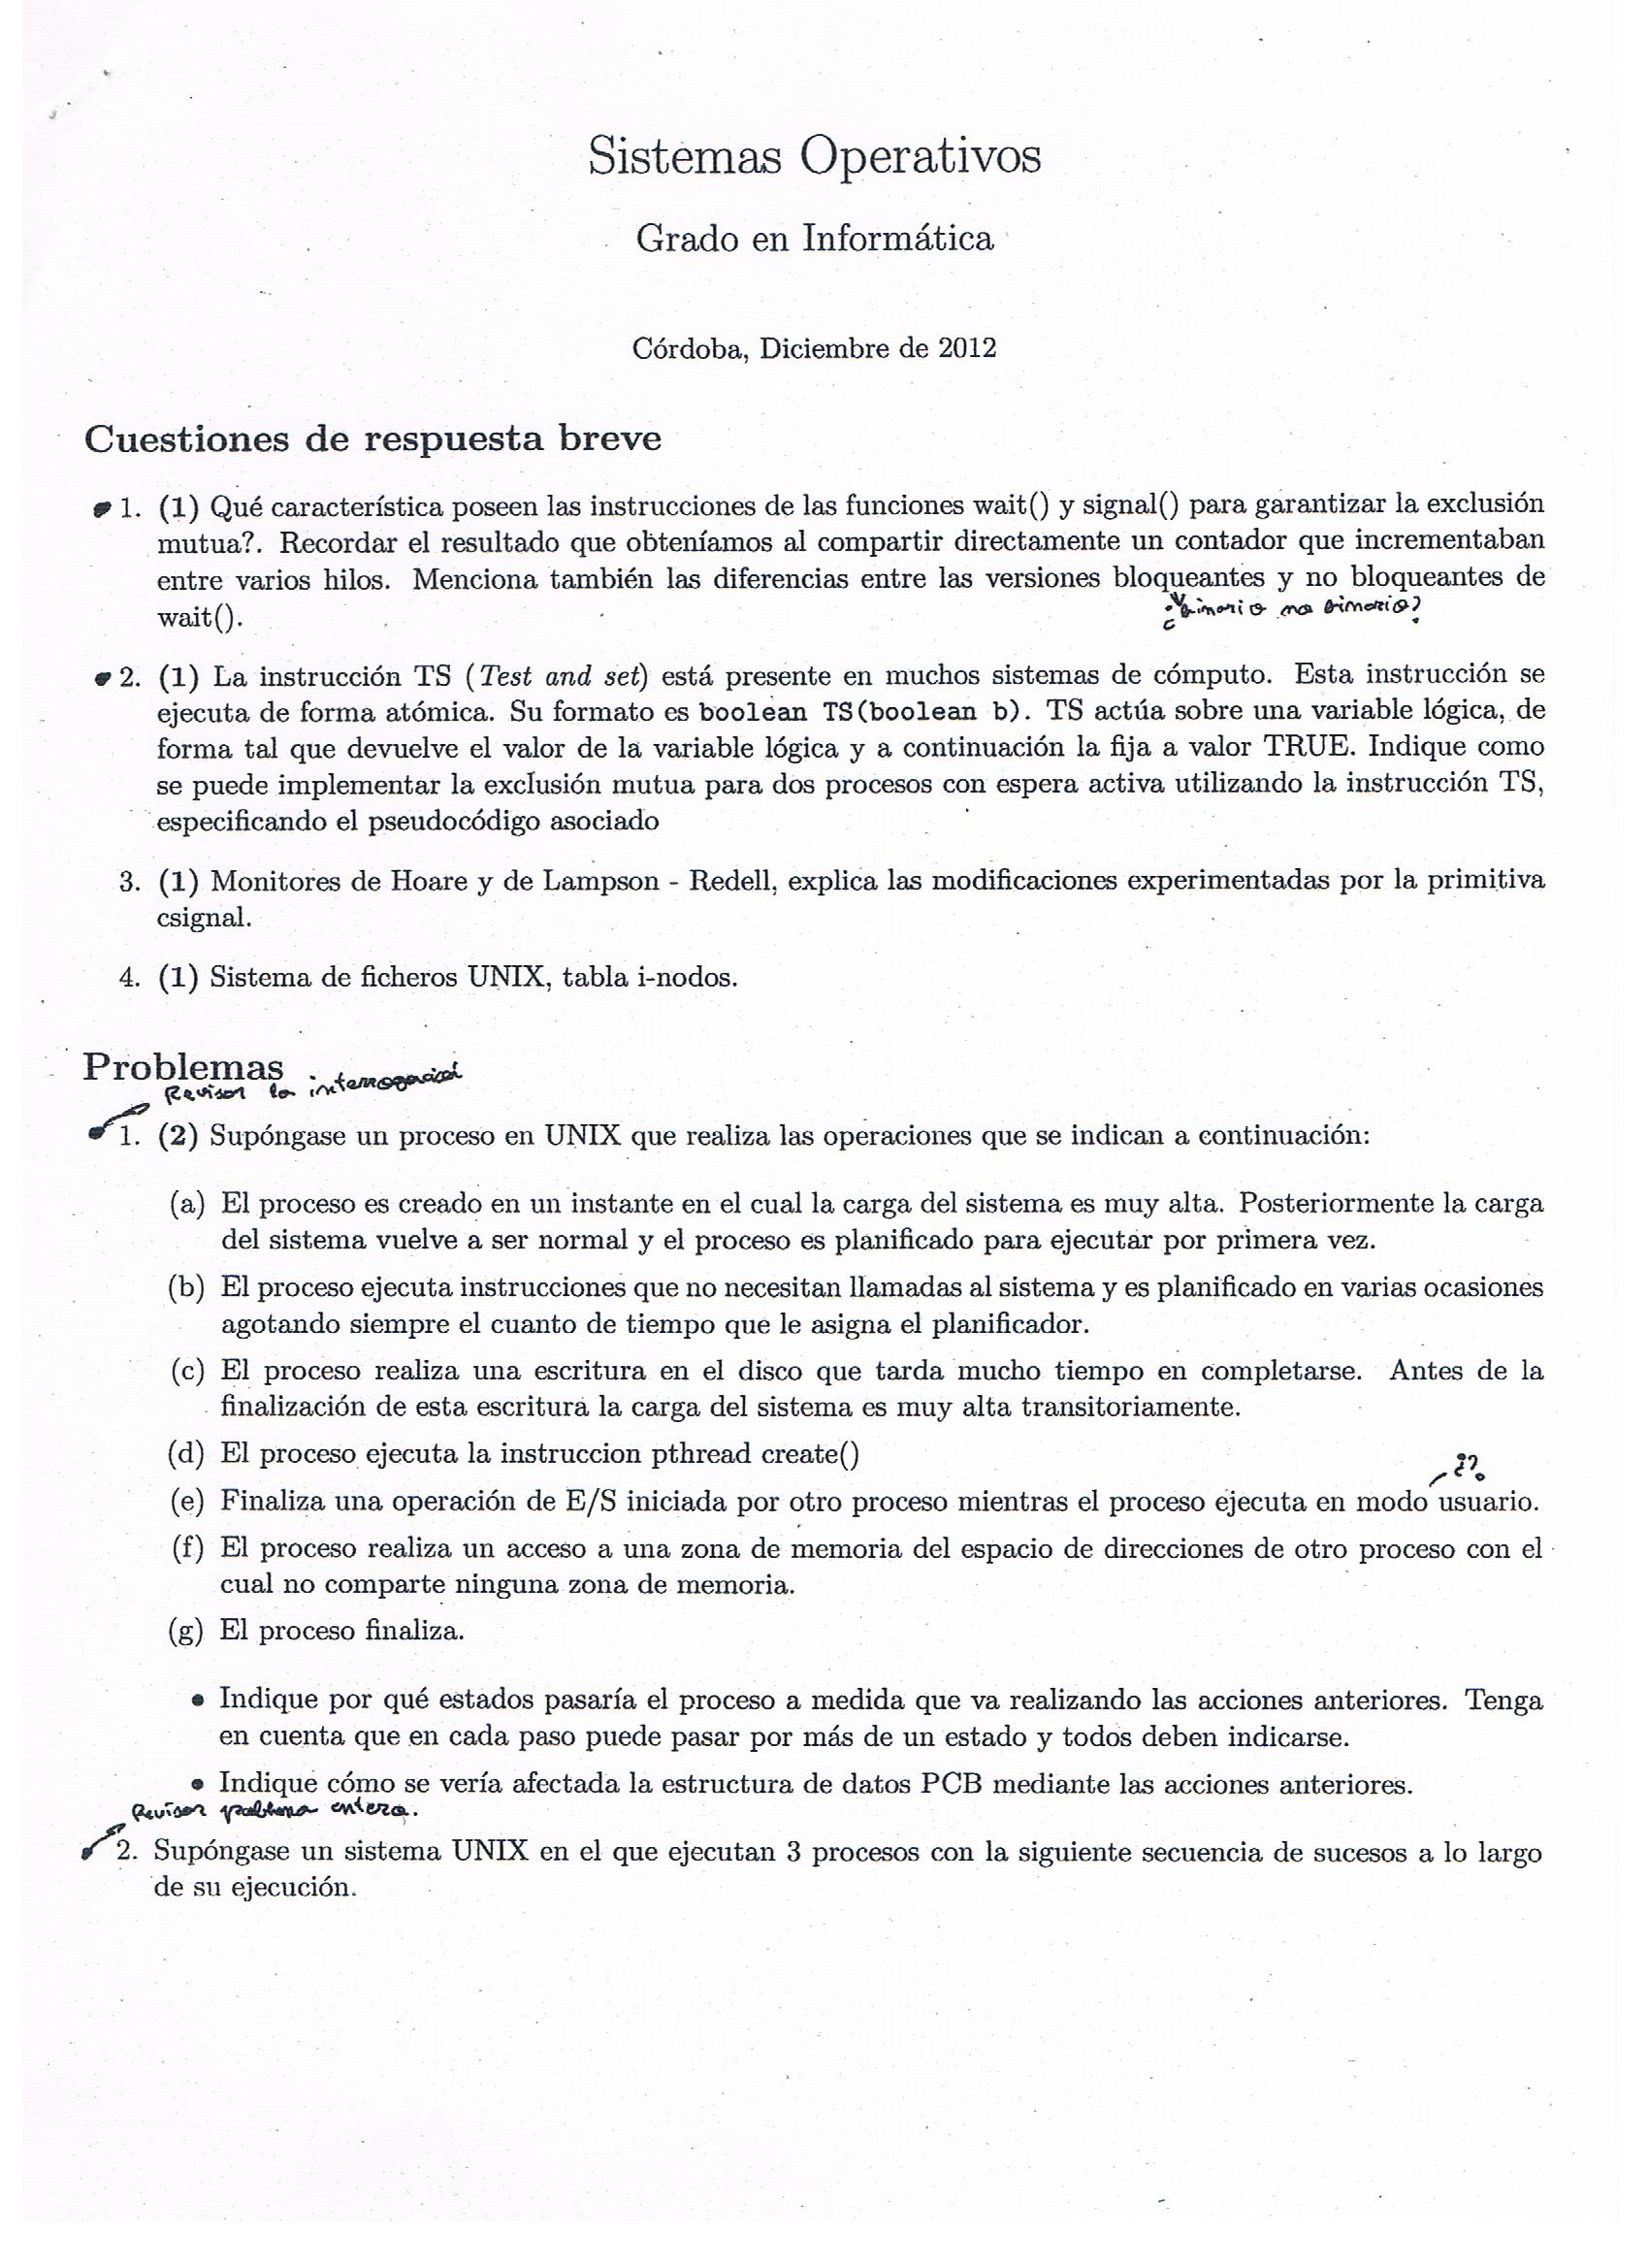 Sistemas Operativos
Grado en Informática
Córdoba, Diciembre de 2012
Cuestiones de respuesta breve
1. (1) Qué característica poseen las instrucciones de las funciones wait() y signal() para garantizar la exclusión
mutua?. Recordar el resultado que obteníamos al compartir directamente un contador que incrementaban
entre varios hilos. Menciona también las diferencias entre las versiones bloqueantes y no bloqueantes de
wait().
¿binario no binario?
2. (1) La instrucción TS (Test and set) está presente en muchos sistemas de cómputo. Esta instrucción se
ejecuta de forma atómica. Su formato es boolean TS(boolean b). TS actúa sobre una variable lógica, de
forma tal que devuelve el valor de la variable lógica y a continuación la fija a valor TRUE. Indique como
se puede implementar la exclusión mutua para dos procesos con espera activa utilizando la instrucción TS,
especificando el pseudocódigo asociado
3. (1) Monitores de Hoare y de Lampson - Redell, explica las modificaciones experimentadas por la primitiva
csignal.
4. (1) Sistema de ficheros UNIX, tabla i-nodos.
Problemas
Revisar la interrogación
1. (2) Supóngase un proceso en UNIX que realiza las operaciones que se indican a continuación:
(a) El proceso es creado en un instante en el cual la carga del sistema es muy alta. Posteriormente la carga
del sistema vuelve a ser normal y el proceso es planificado para ejecutar por primera vez.
(b) El proceso ejecuta instrucciones que no necesitan llamadas al sistema y es planificado en varias ocasiones
agotando siempre el cuanto de tiempo que le asigna el planificador.
(c) El proceso realiza una escritura en el disco que tarda mucho tiempo en completarse. Antes de la
finalización de esta escritura la carga del sistema es muy alta transitoriamente.
(d) El proceso ejecuta la instruccion pthread create()
¿?
(e) Finaliza una operación de E/S iniciada por otro proceso mientras el proceso ejecuta en modo usuario.
(f) El proceso realiza un acceso a una zona de memoria del espacio de direcciones de otro proceso con el
cual no comparte ninguna zona de memoria.
(g) El proceso finaliza.
• Indique por qué estados pasaría el proceso a medida que va realizando las acciones anteriores. Tenga
en cuenta que en cada paso puede pasar por más de un estado y todos deben indicarse.
• Indique cómo se vería afectada la estructura de datos PCB mediante las acciones anteriores.
Revisar problema entero.
2. Supóngase un sistema UNIX en el que ejecutan 3 procesos con la siguiente secuencia de sucesos a lo largo
de su ejecución.